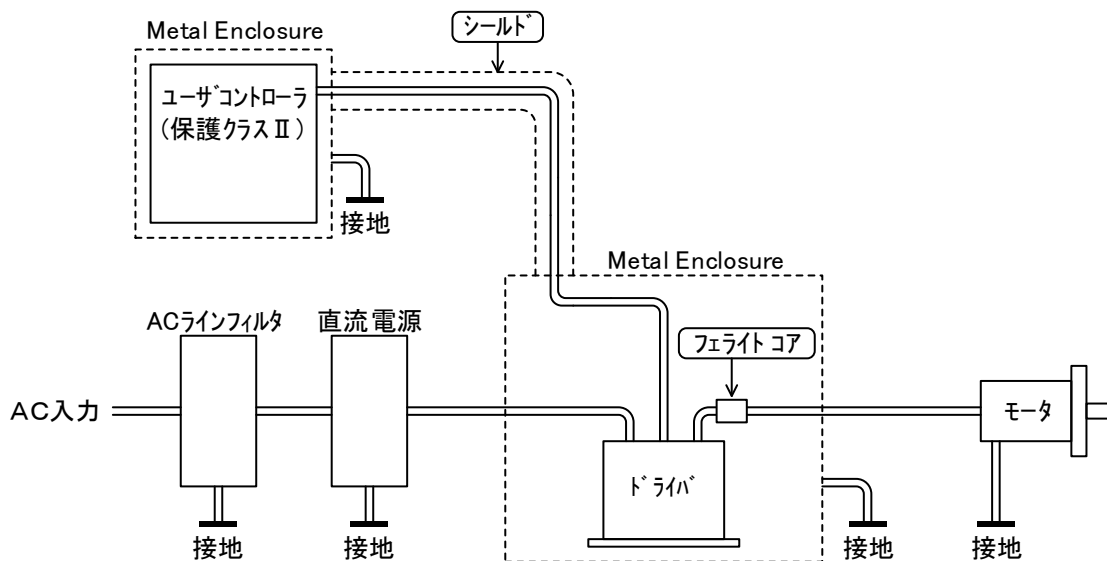 Metal Enclosure
シールド
ユーザコントローラ
（保護クラスⅡ）
接地
Metal Enclosure
ACラインフィルタ
直流電源
フェライト コア
AC入力
モータ
ドライバ
接地
接地
接地
接地